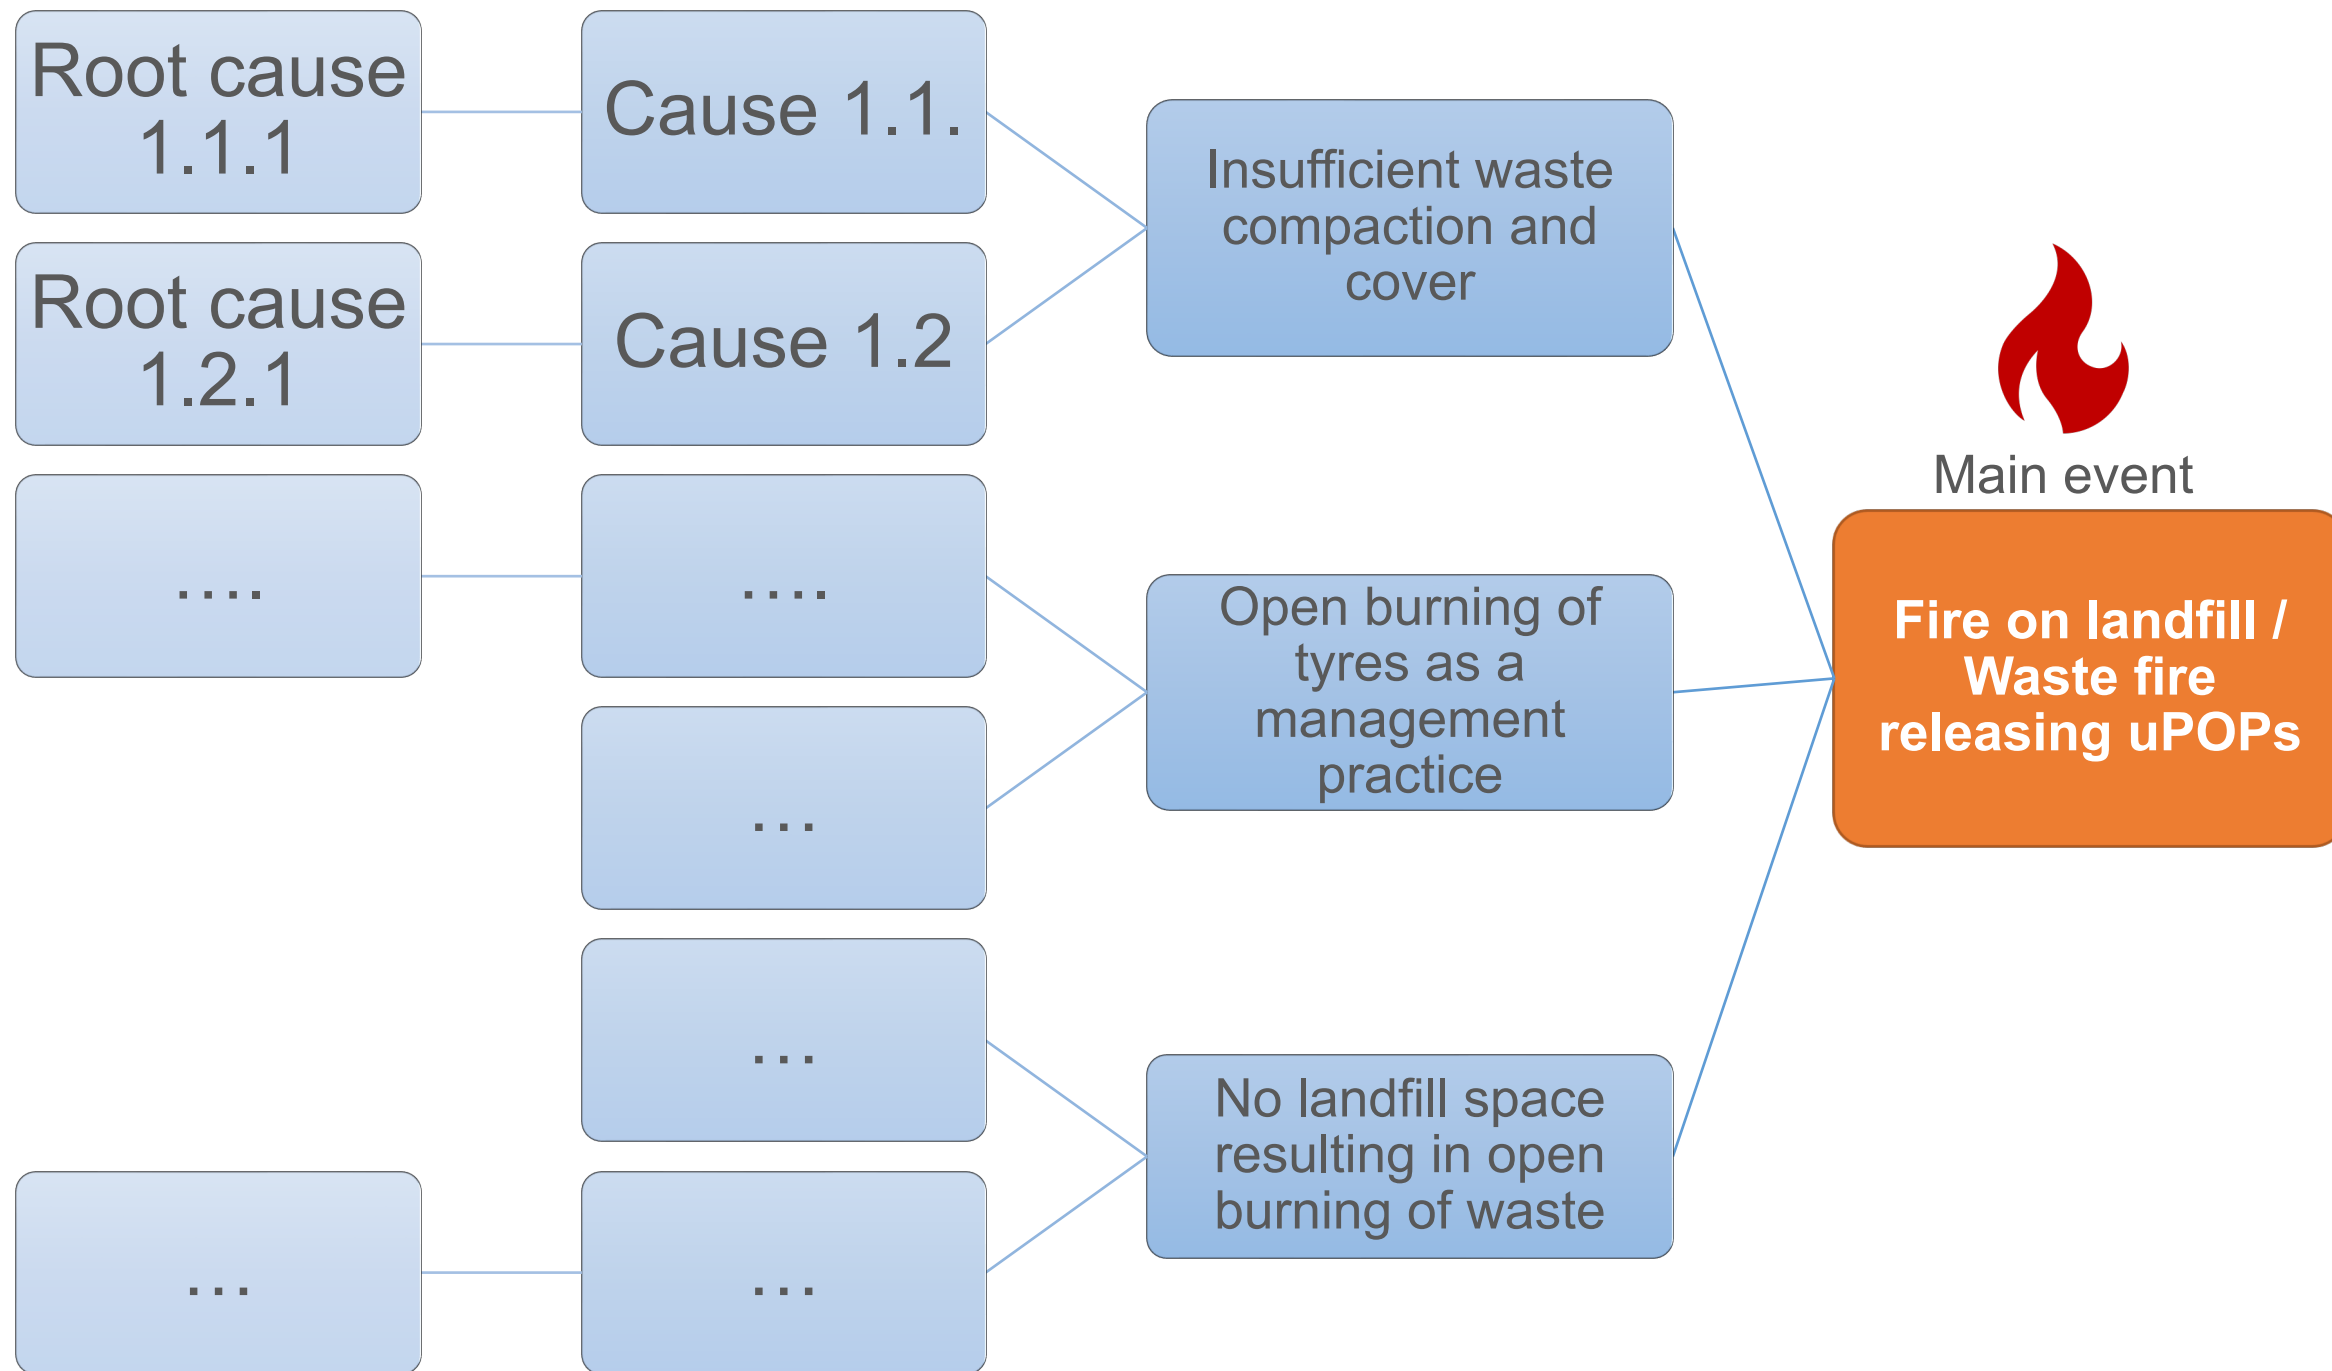 Root cause
1.1.1
Cause 1.1.
Insufficient waste
compaction and
cover
Root cause
1.2.1
Cause 1.2
....
....
Open burning of
tyres as a
management
practice
...
...
No landfill space
resulting in open
burning of waste
...
...
Main event
Fire on landfill /
Waste fire
releasing uPOPs